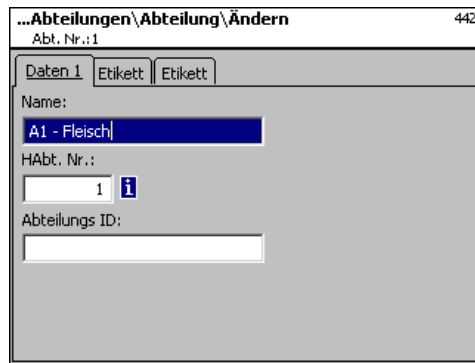 ...Abteilungen\Abteilung\Ändern 442
Abt. Nr.:1
Daten 1 Etikett Etikett
Name:
A1 - Fleisch
HAbt. Nr.:
1 i
Abteilungs ID: